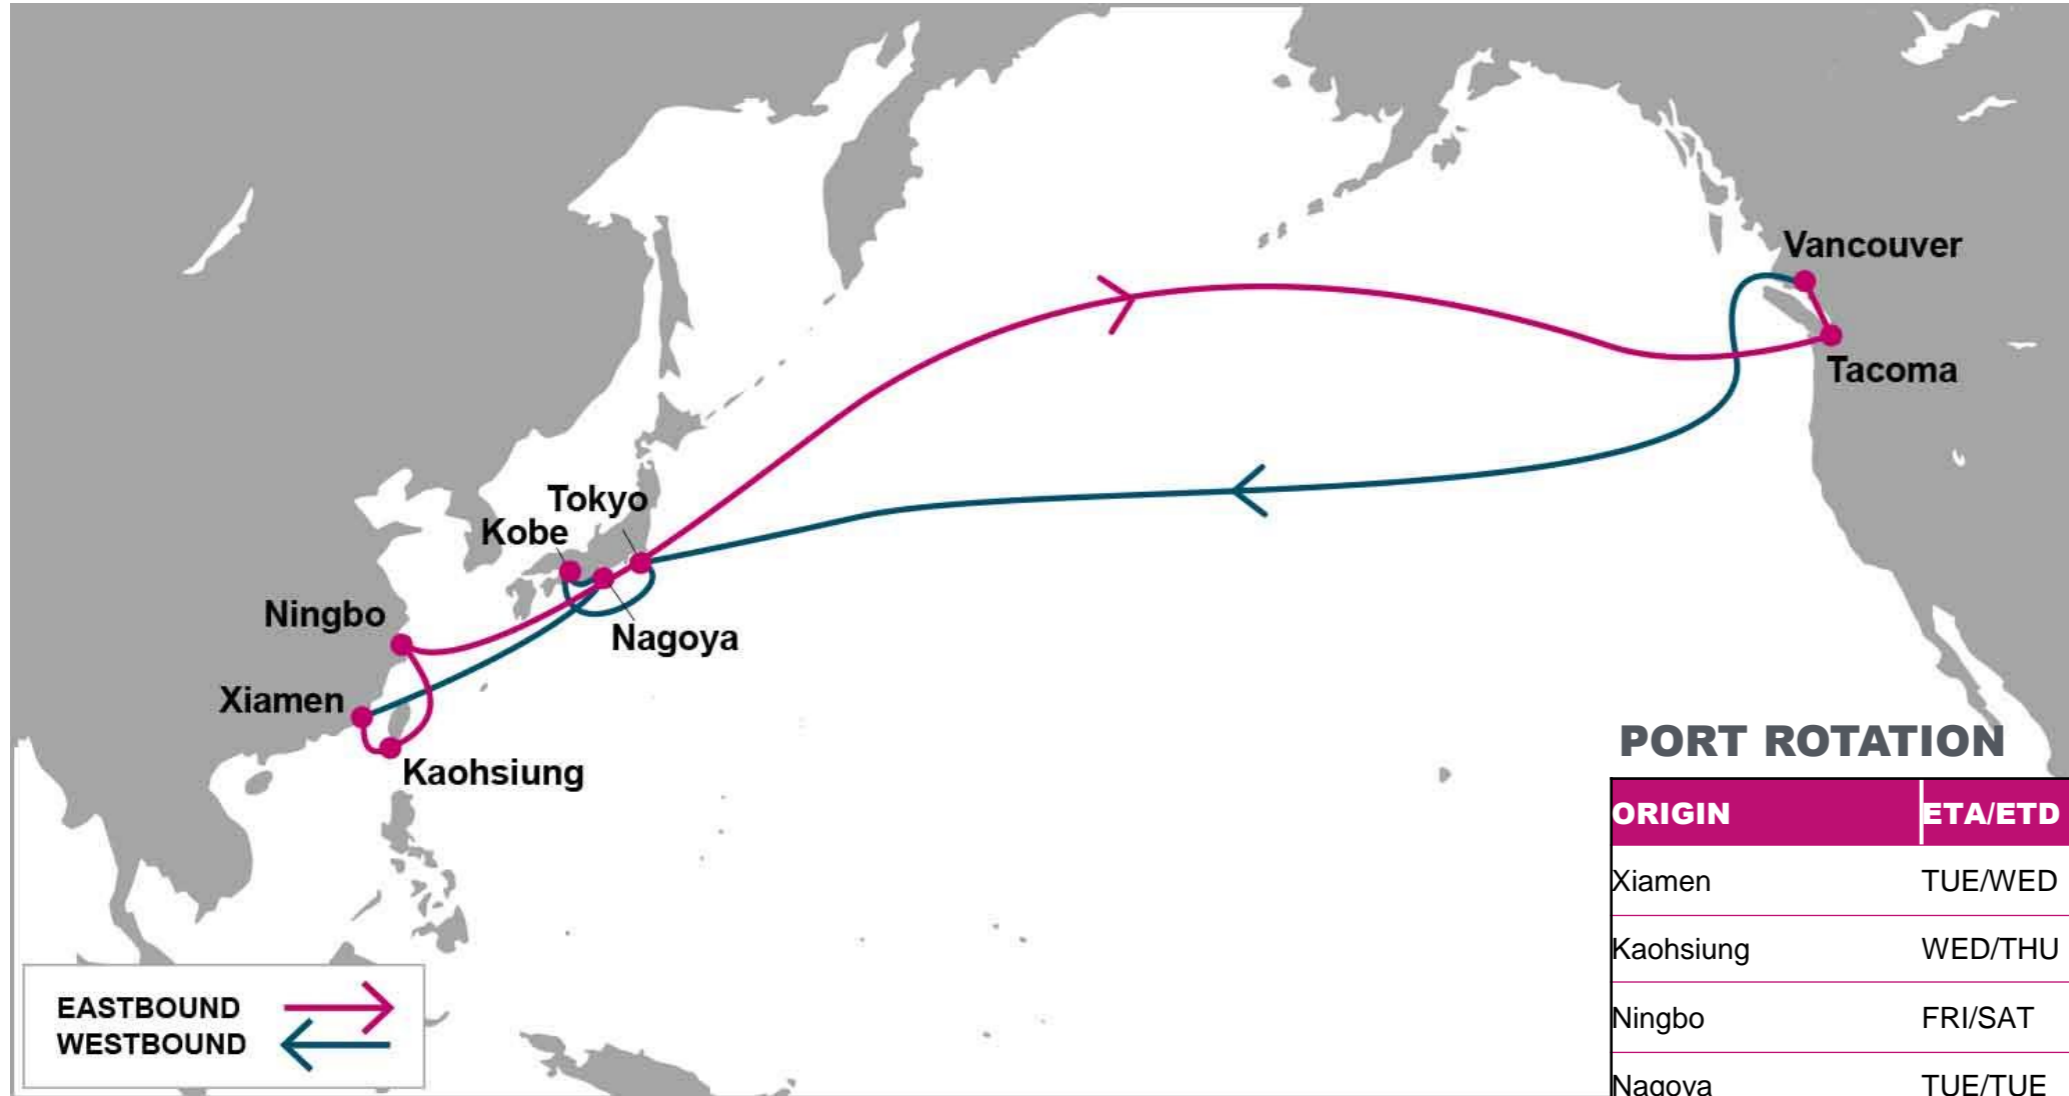 Vancouver
Tacoma
Tokyo
Kobe
Nagoya
Ningbo
Xiamen
Kaohsiung
EASTBOUND
WESTBOUND
PORT ROTATION
ORIGIN ETA/ETD
Xiamen TUE/WED
Kaohsiung WED/THU
Ningbo FRI/SAT
Nagoya TUE/TUE